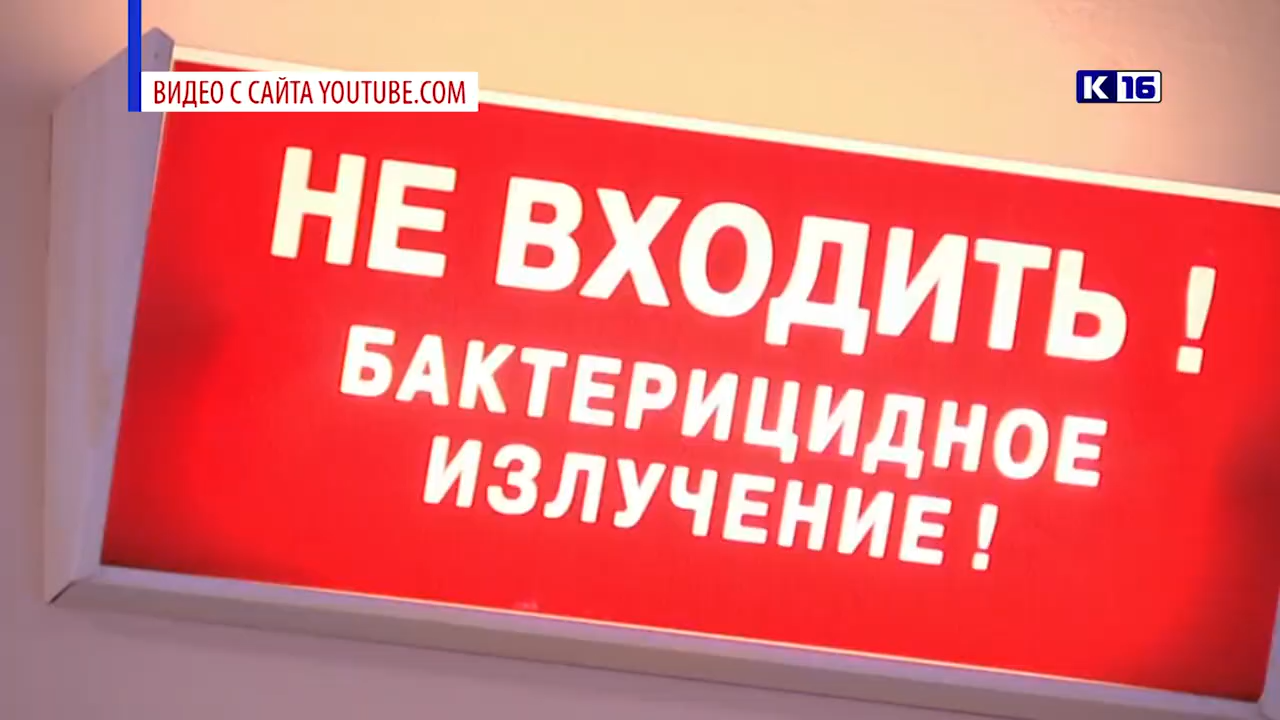 ВИДЕО С САЙТА YOUTUBE.COM
К 16
НЕ ВХОДИТЬ !
БАКТЕРИЦИДНОЕ
ИЗЛУЧЕНИЕ !